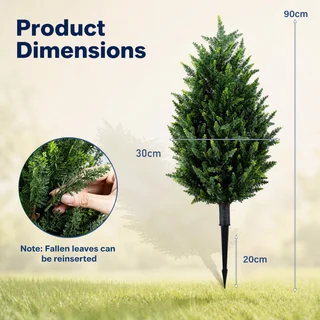 Product
Dimensions
90cm
30cm
Note: Fallen leaves can
be reinserted
20cm